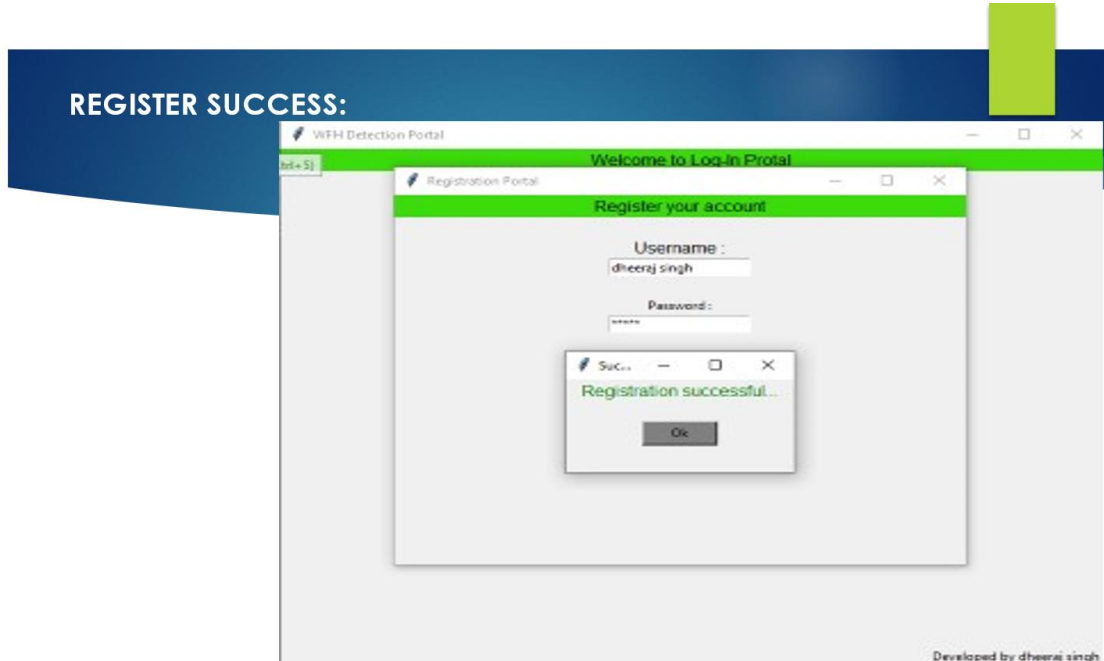 REGISTER SUCCESS:
WFH Detection Portal
Welcome to Log-In Protal
trl+S)
Registration Portal
Register your account
Username :
dheeraj singh
Password :
*****
Suc...
Registration successful...
Ok
Developed by dheeraj singh